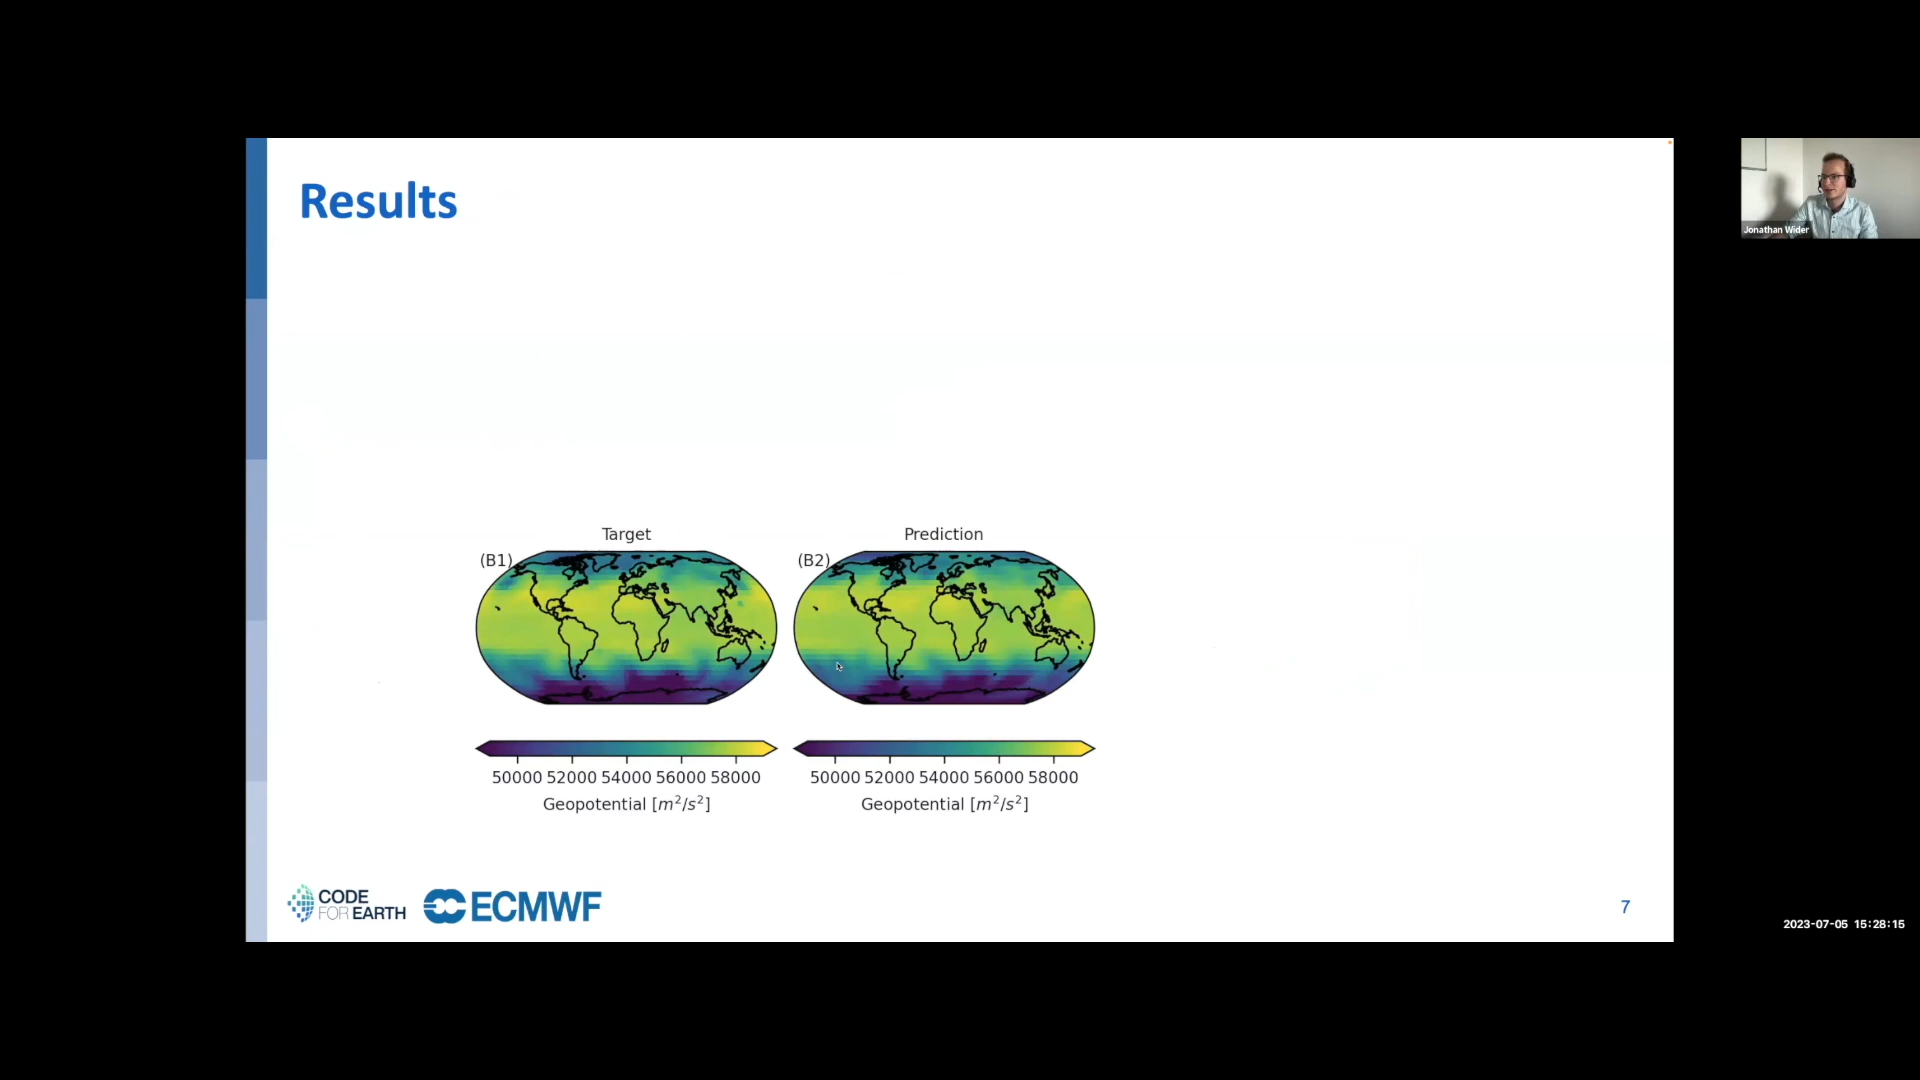 Results
Jonathan Wider
Target
Prediction
(B1)
(B2)
50000 52000 54000 56000 58000
50000 52000 54000 56000 58000
Geopotential [m²/s²]
Geopotential [m²/s²]
CODE
FOR EARTH
ECMWF
7
2023-07-05 15:28:15